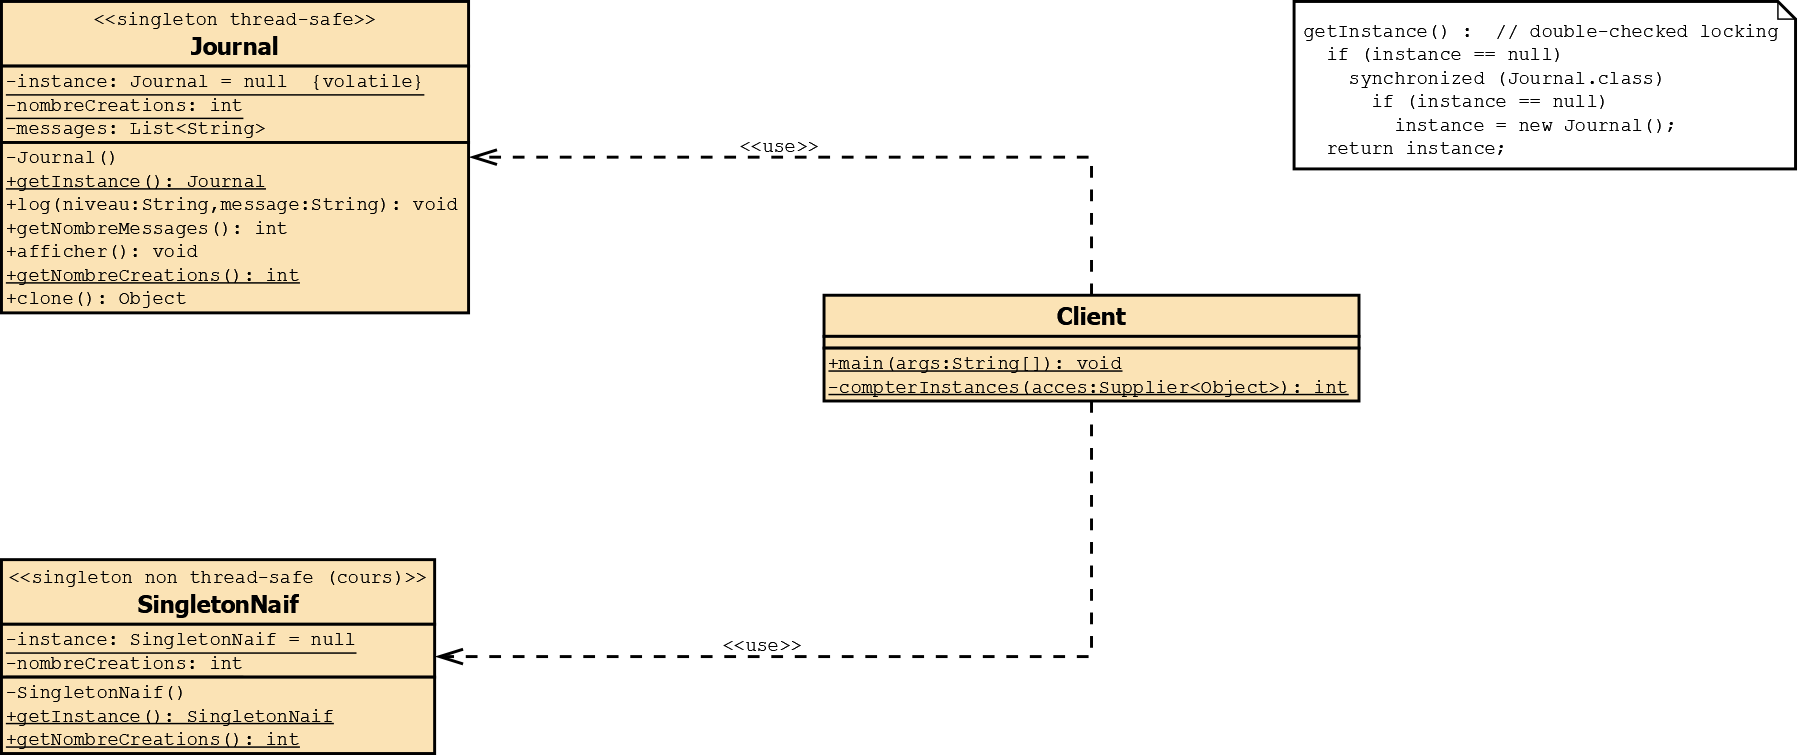 <<singleton thread-safe>>
Journal
-instance: Journal = null  {volatile}
-nombreCreations: int
-messages: List<String>
-Journal()
+getInstance(): Journal
+log(niveau:String,message:String): void
+getNombreMessages(): int
+afficher(): void
+getNombreCreations(): int
+clone(): Object
<<use>>
getInstance() :  // double-checked locking
  if (instance == null)
    synchronized (Journal.class)
      if (instance == null)
        instance = new Journal();
  return instance;
Client
+main(args:String[]): void
-compterInstances(acces:Supplier<Object>): int
<<use>>
<<singleton non thread-safe (cours)>>
SingletonNaif
-instance: SingletonNaif = null
-nombreCreations: int
-SingletonNaif()
+getInstance(): SingletonNaif
+getNombreCreations(): int